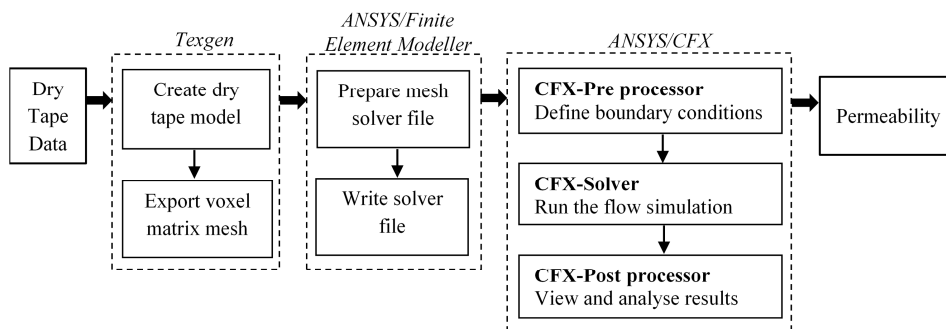 Dry
Tape
Data
Texgen
Create dry
tape model
Export voxel
matrix mesh
ANSYS/Finite
Element Modeller
Prepare mesh
solver file
Write solver
file
ANSYS/CFX
CFX-Pre processor
Define boundary conditions
CFX-Solver
Run the flow simulation
CFX-Post processor
View and analyse results
Permeability